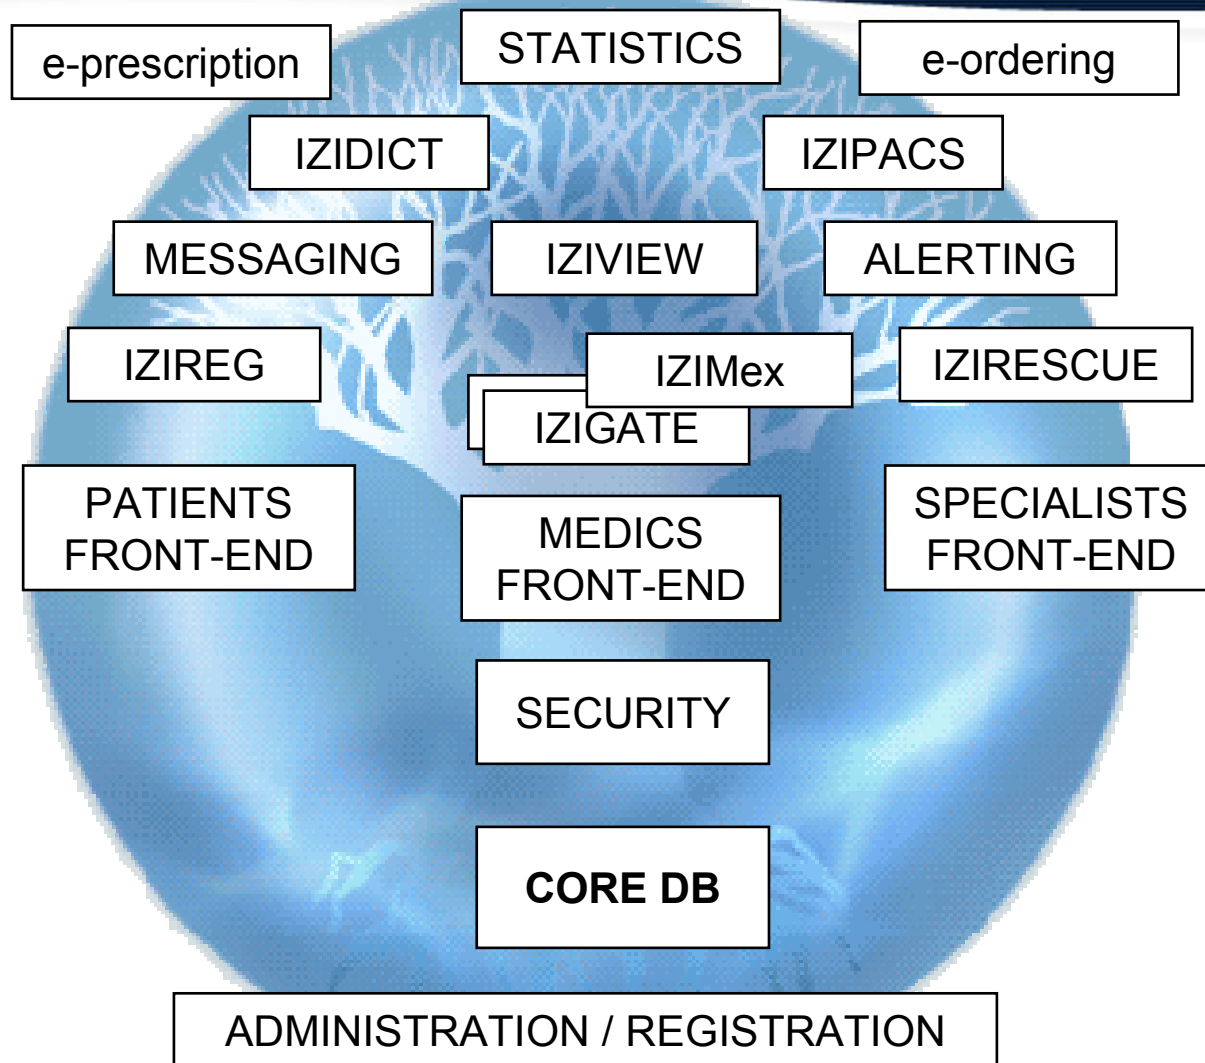 e-prescription
STATISTICS
e-ordering
IZIDICT
IZIPACS
MESSAGING
IZIVIEW
ALERTING
IZIREG
IZIMex
IZIRESCUE
IZIGATE
PATIENTS
FRONT-END
MEDICS
FRONT-END
SPECIALISTS
FRONT-END
SECURITY
CORE DB
ADMINISTRATION / REGISTRATION